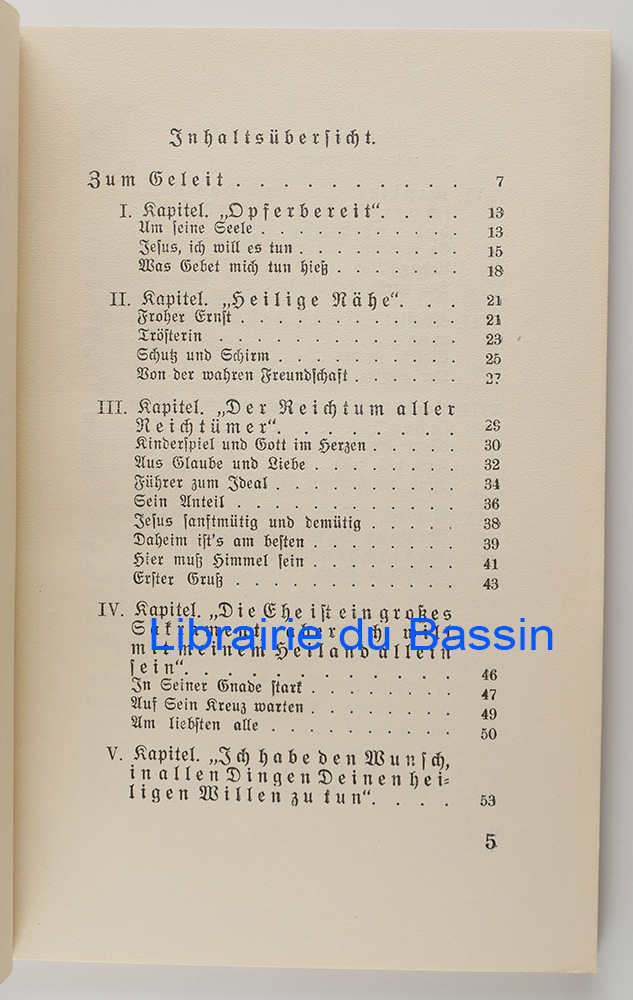 Inhaltsübersicht.
Zum Geleit . . . . . . . . . . 7
I. Kapitel. „Opferbereit“. . . . 13
Um seine Seele . . . . . . . . . 13
Jesus, ich will es tun . . . . . . . . 15
Was Gebet mich tun hieß . . . . . . 18
II. Kapitel. „Heilige Nähe“. . . 21
Froher Ernst . . . . . . . . . . 21
Trösterin . . . . . . . . . . . 23
Schutz und Schirm . . . . . . . . 25
Von der wahren Freundschaft . . . . . 27
III. Kapitel. „Der Reichtum aller
Reichtümer“. . . . . . . . 29
Kinderspiel und Gott im Herzen . . . . 30
Aus Glaube und Liebe . . . . . . . 32
Führer zum Ideal . . . . . . . . 34
Sein Anteil . . . . . . . . . . 36
Jesus sanftmütig und demütig . . . . 38
Daheim ist's am besten . . . . . . . 39
Hier muß Himmel sein . . . . . . . 41
Erster Gruß . . . . . . . . . . 43
IV. Kapitel. „Die Ehe ist ein großes
Librairie du Bassin
Heiland allein
sein“. . . . . . . . . . . 46
In Seiner Gnade stark . . . . . . . 47
Auf Sein Kreuz warten . . . . . . . 49
Am liebsten alle . . . . . . . . . 50
V. Kapitel. „Ich habe den Wunsch,
in allen Dingen Deinen hei-
ligen Willen zu tun“. . . . 53
5